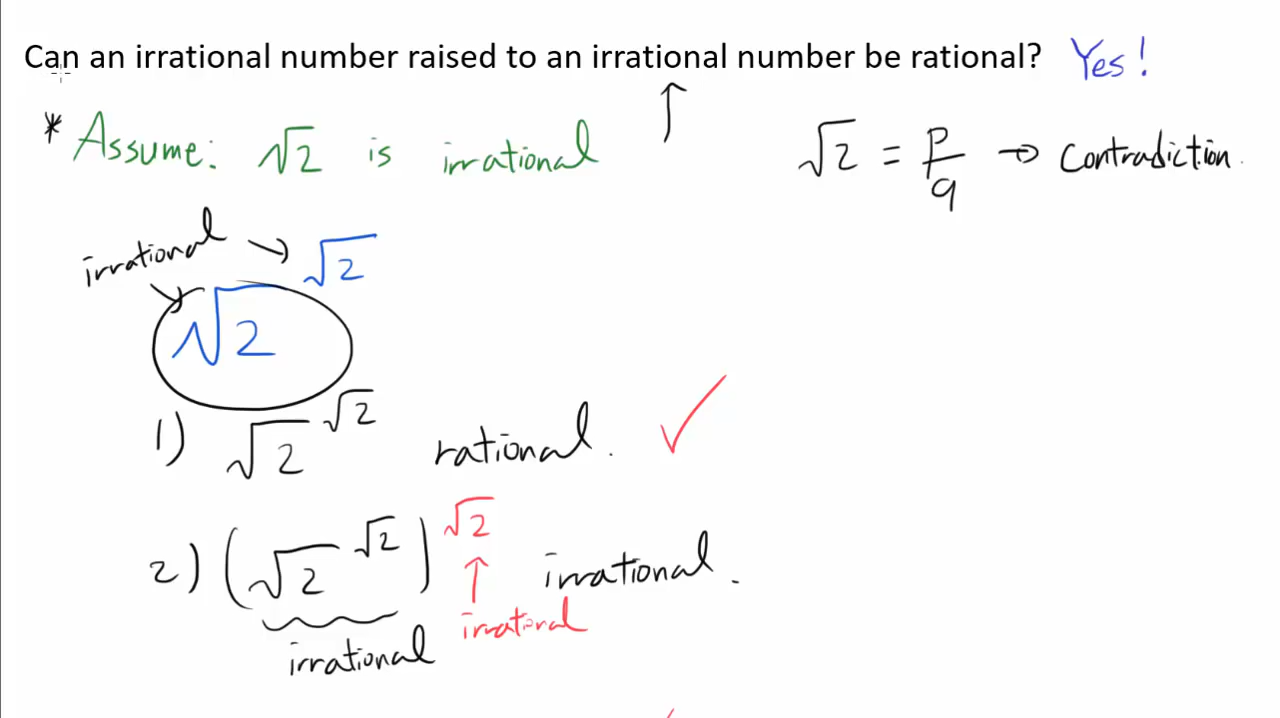 Can an irrational number raised to an irrational number be rational? Yes!
* Assume: √2 is irrational
√2 = p/q → Contradiction.
irrational → √2
√2
1) √2^√2 rational. ✓
2) (√2^√2)^√2 irrational.
irrational
irratonal